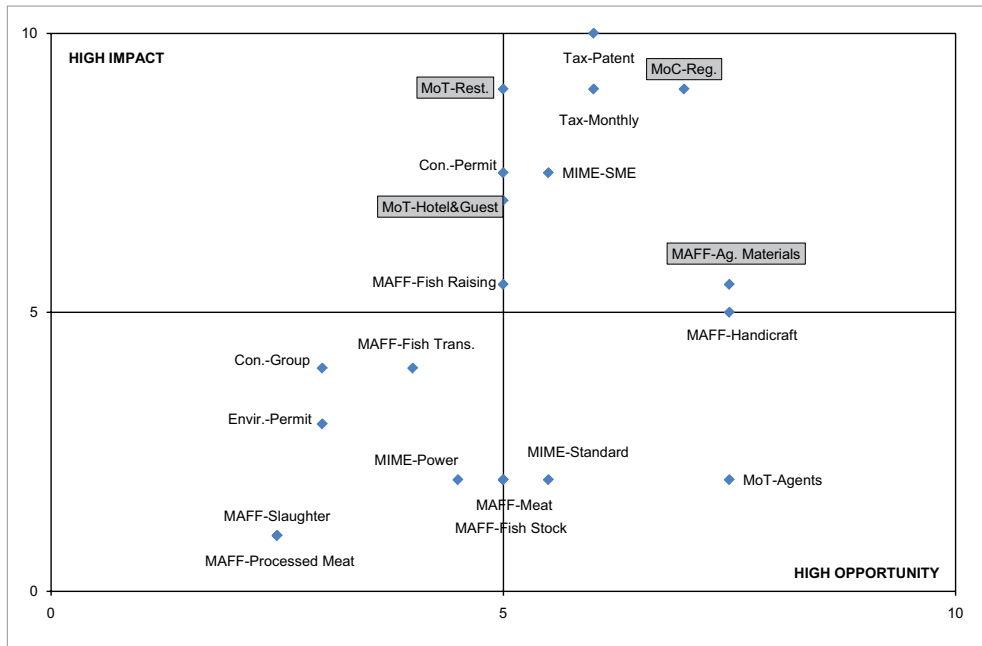 10
HIGH IMPACT
Tax-Patent
MoC-Reg.
MoT-Rest.
Tax-Monthly
Con.-Permit
MIME-SME
MoT-Hotel&Guest
MAFF-Ag. Materials
MAFF-Fish Raising
5
MAFF-Handicraft
MAFF-Fish Trans.
Con.-Group
Envir.-Permit
MIME-Standard
MIME-Power
MoT-Agents
MAFF-Meat
MAFF-Slaughter
MAFF-Fish Stock
MAFF-Processed Meat
HIGH OPPORTUNITY
0
0 5 10